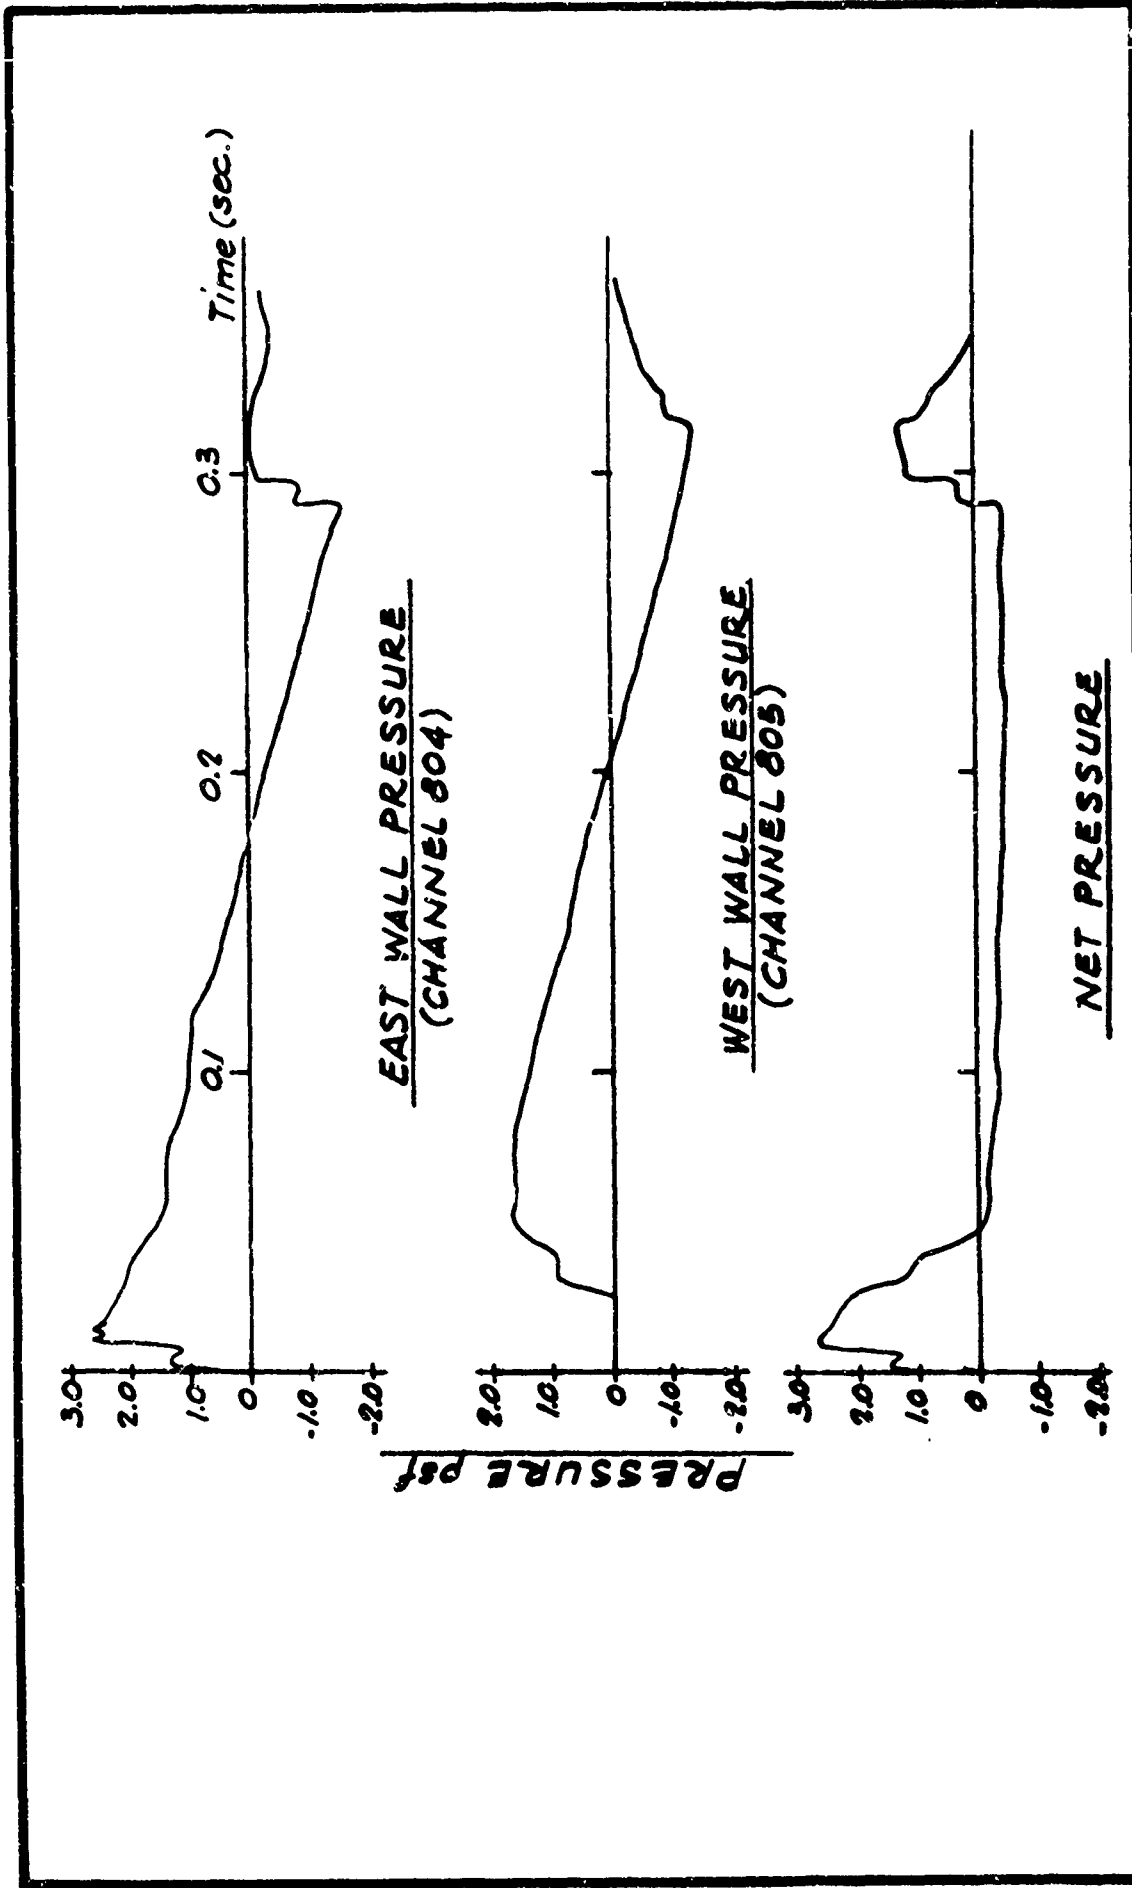 Time (sec.)
3.0
2.0
1.0
0
-1.0
-2.0
0.1
0.2
0.3
EAST WALL PRESSURE
(CHANNEL 804)
PRESSURE psf
2.0
1.0
0
-1.0
-2.0
WEST WALL PRESSURE
(CHANNEL 805)
3.0
2.0
1.0
0
-1.0
-2.0
NET PRESSURE